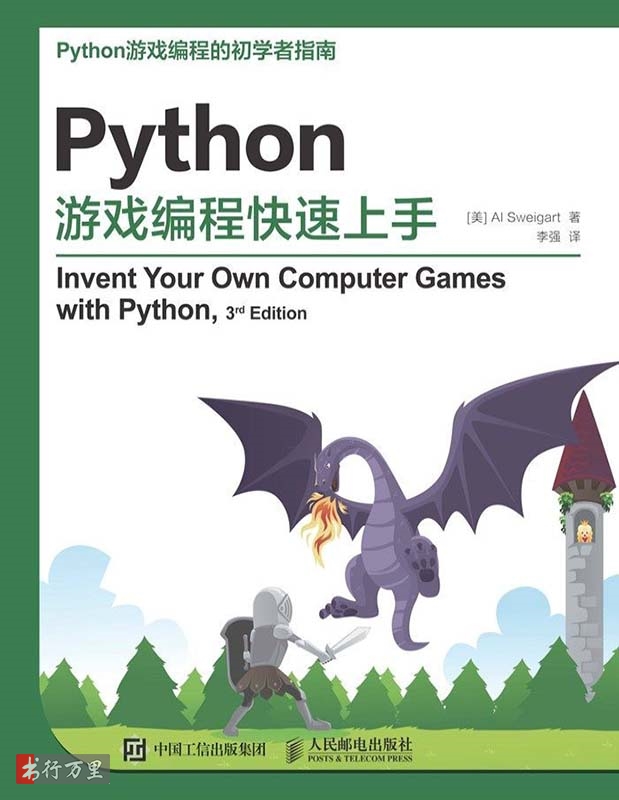 Python游戏编程的初学者指南
Python
游戏编程快速上手
[美] Al Sweigart 著
李强 译
Invent Your Own Computer Games
with Python, 3rd Edition
中国工信出版集团
人民邮电出版社
POSTS & TELECOM PRESS
书行万里